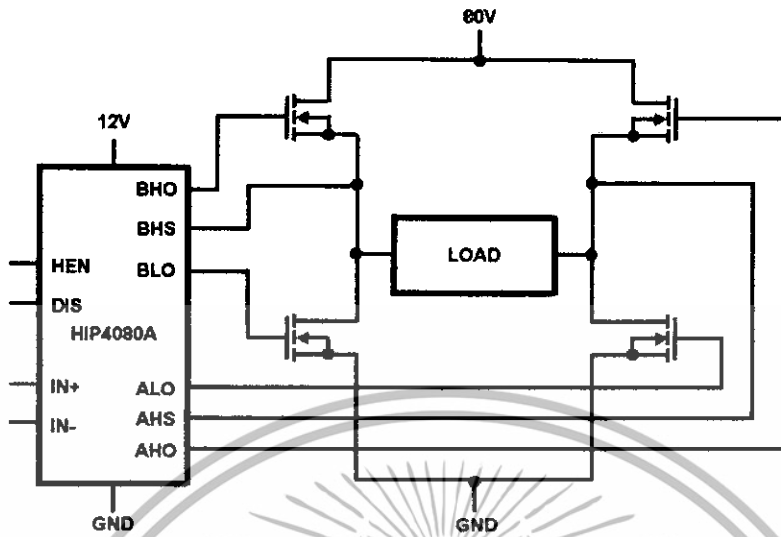 80V
12V
BHO
BHS
HEN
BLO
LOAD
DIS
HIP4080A
IN+
ALO
IN-
AHS
AHO
GND
GND